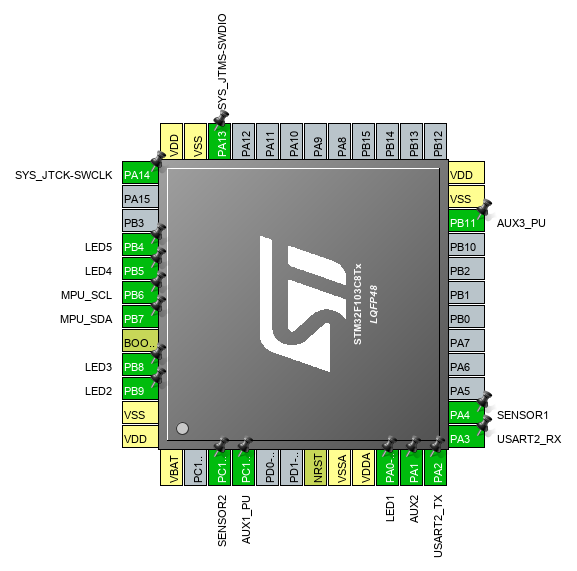 SYS_JTMS-SWDIO
VDD
VSS
PA13
PA12
PA11
PA10
PA9
PA8
PB15
PB14
PB13
PB12
SYS_JTCK-SWCLK
PA14
PA15
PB3
LED5
PB4
LED4
PB5
MPU_SCL
PB6
MPU_SDA
PB7
BOO..
LED3
PB8
LED2
PB9
VSS
VDD
STM32F103C8Tx
LQFP48
VDD
VSS
PB11
AUX3_PU
PB10
PB2
PB1
PB0
PA7
PA6
PA5
PA4
SENSOR1
PA3
USART2_RX
VBAT
PC1..
PC1..
PC1..
PD0-..
PD1-..
NRST
VSSA
VDDA
PA0-..
PA1
PA2
SENSOR2
AUX1_PU
LED1
AUX2
USART2_TX